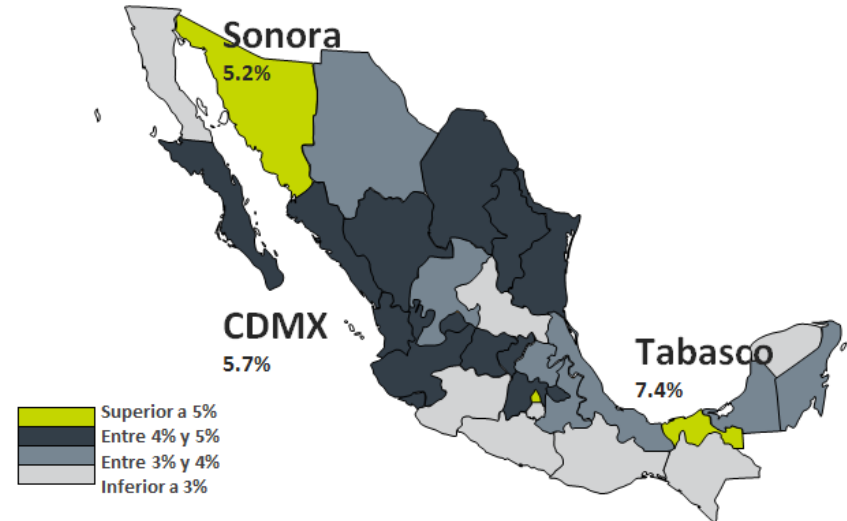 Sonora
5.2%
CDMX
5.7%
Tabasco
7.4%
Superior a 5%
Entre 4% y 5%
Entre 3% y 4%
Inferior a 3%